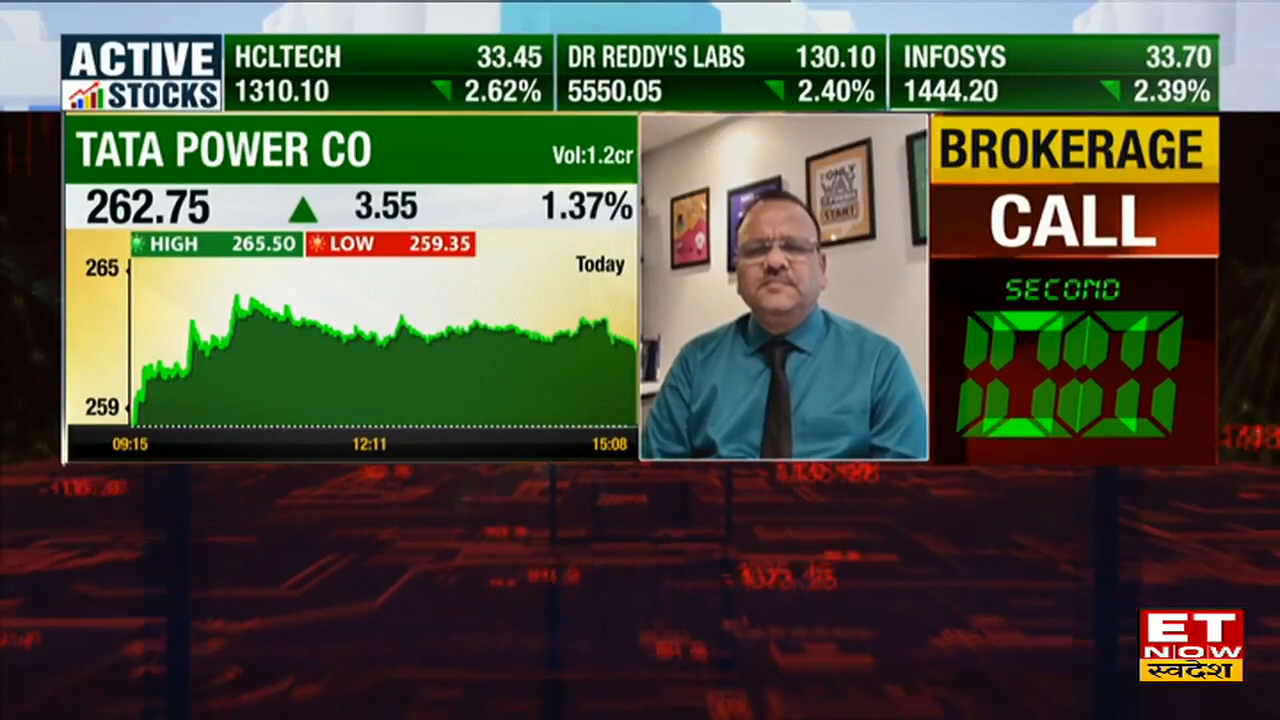 ACTIVE
STOCKS
HCLTECH 33.45
1310.10 2.62%
DR REDDY'S LABS 130.10
5550.05 2.40%
INFOSYS 33.70
1444.20 2.39%
TATA POWER CO Vol:1.2cr
262.75 3.55 1.37%
HIGH 265.50 LOW 259.35
Today
265
259
09:15 12:11 15:08
ONLY
WAY
START
BROKERAGE
CALL
SECOND
ET
NOW
स्वदेश